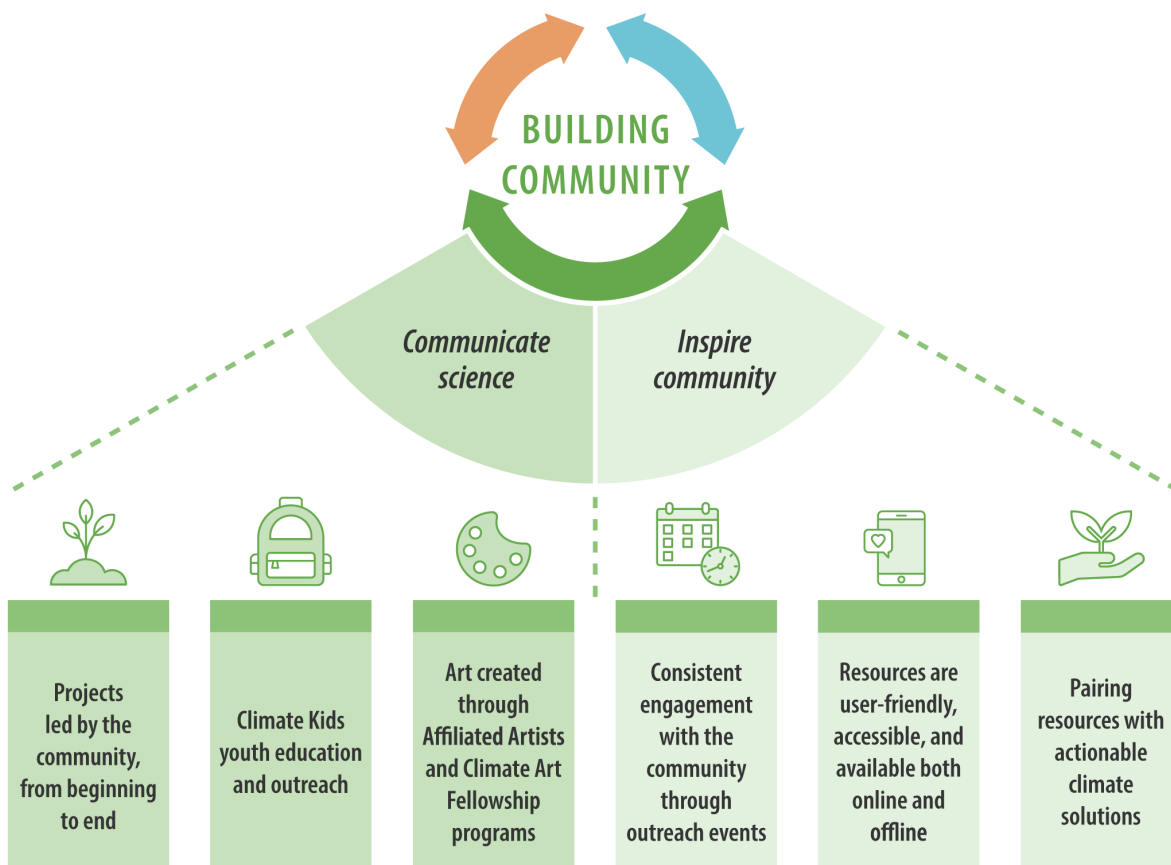 BUILDING
COMMUNITY
Communicate
science
Inspire
community
Projects
led by the
community,
from beginning
to end
Climate Kids
youth education
and outreach
Art created
through
Affiliated Artists
and Climate Art
Fellowship
programs
Consistent
engagement
with the
community
through
outreach events
Resources are
user-friendly,
accessible, and
available both
online and
offline
Pairing
resources with
actionable
climate
solutions